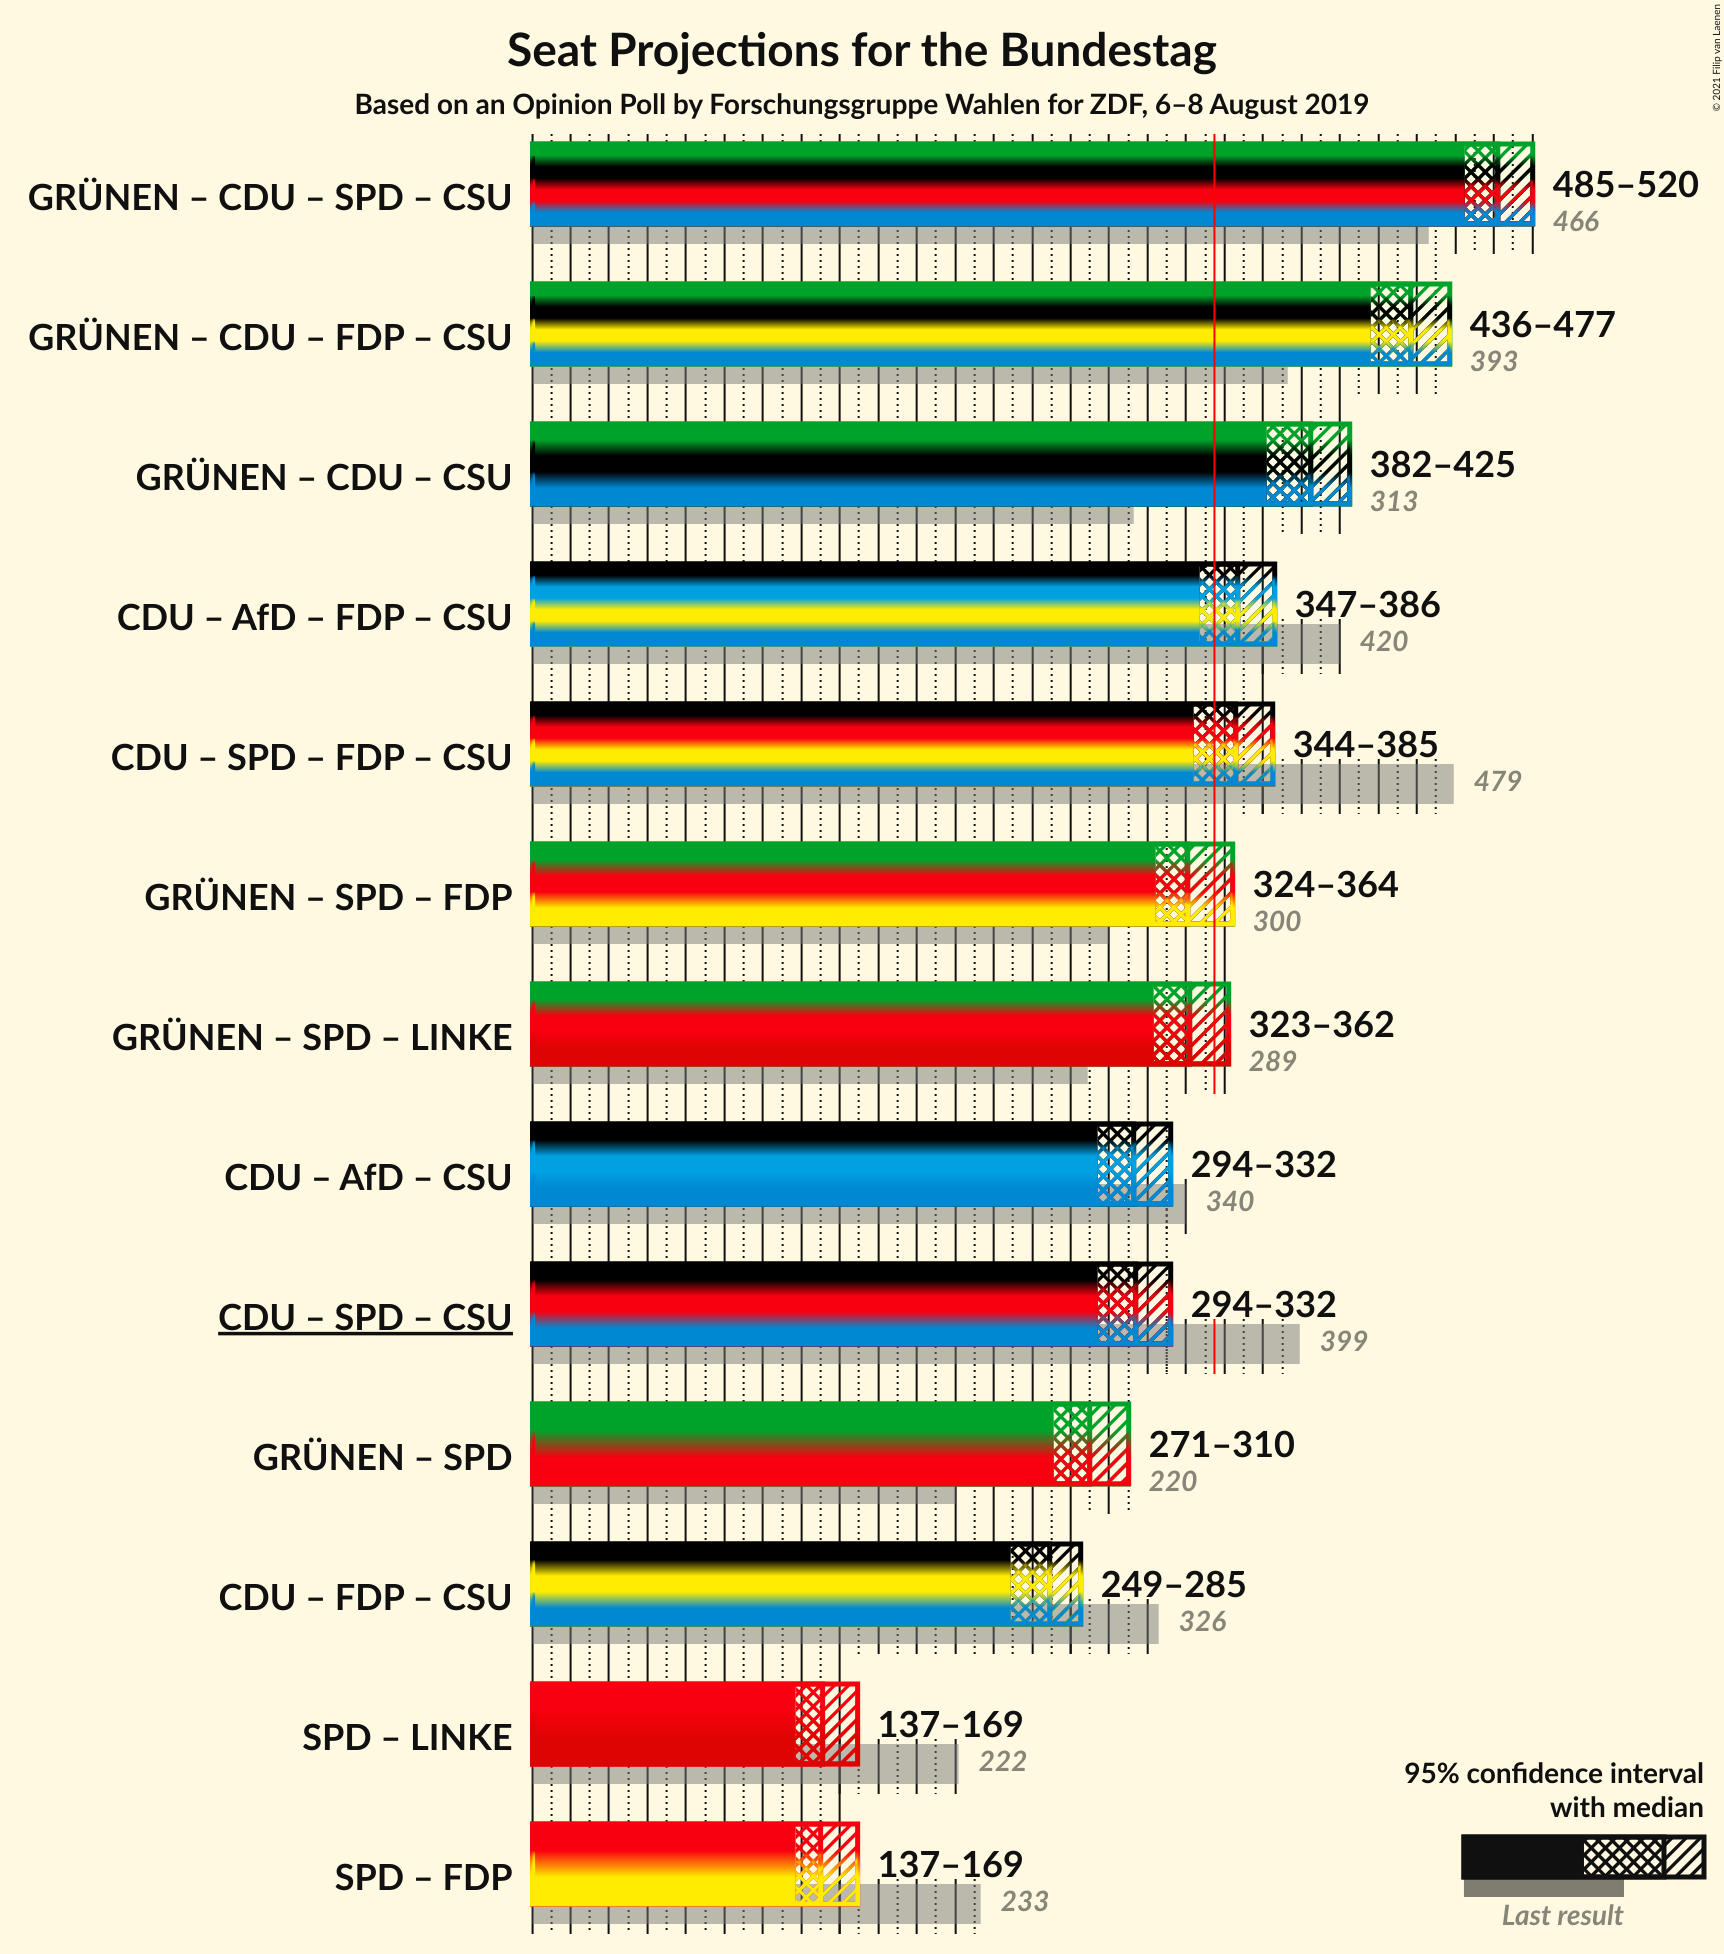 © 2021 Filip van Laenen
Seat Projections for the Bundestag
Based on an Opinion Poll by Forschungsgruppe Wahlen for ZDF, 6–8 August 2019
GRÜNEN – CDU – SPD – CSU
485–520
466
GRÜNEN – CDU – FDP – CSU
436–477
393
GRÜNEN – CDU – CSU
382–425
313
CDU – AfD – FDP – CSU
347–386
420
CDU – SPD – FDP – CSU
344–385
479
GRÜNEN – SPD – FDP
324–364
300
GRÜNEN – SPD – LINKE
323–362
289
CDU – AfD – CSU
294–332
340
CDU – SPD – CSU
294–332
399
GRÜNEN – SPD
271–310
220
CDU – FDP – CSU
249–285
326
SPD – LINKE
137–169
222
SPD – FDP
137–169
233
95% confidence interval
with median
Last result